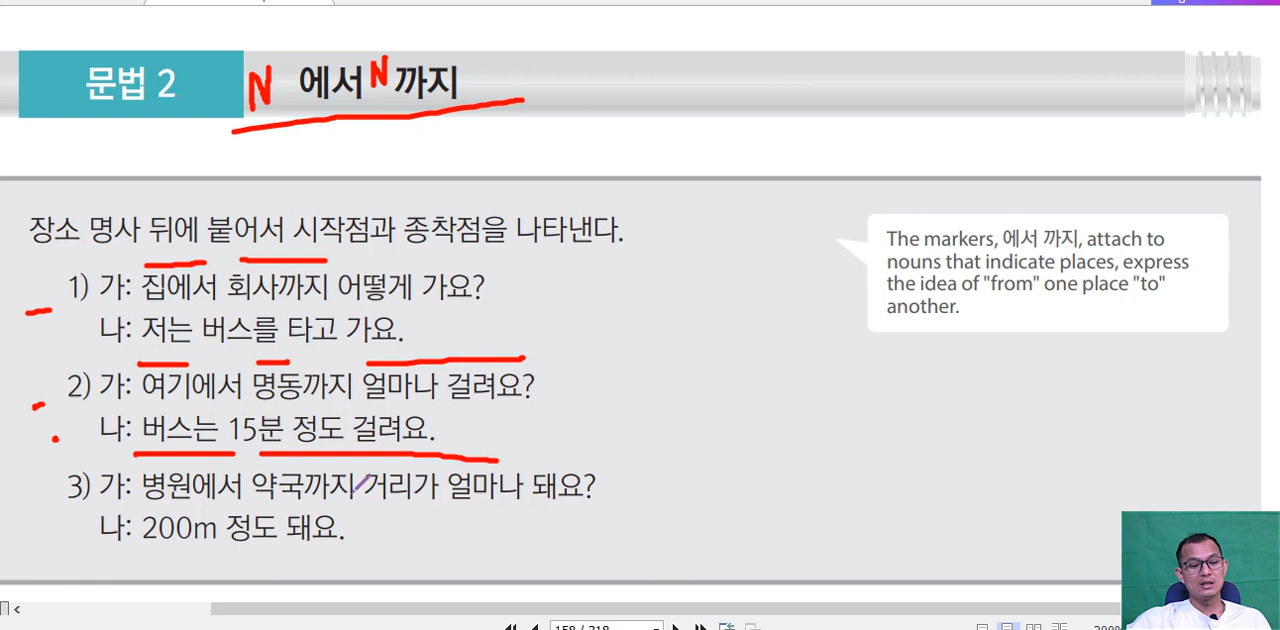 문법 2 N 에서 N 까지
장소 명사 뒤에 붙어서 시작점과 종착점을 나타낸다.
1) 가: 집에서 회사까지 어떻게 가요?
나: 저는 버스를 타고 가요.
2) 가: 여기에서 명동까지 얼마나 걸려요?
나: 버스는 15분 정도 걸려요.
3) 가: 병원에서 약국까지 거리가 얼마나 돼요?
나: 200m 정도 돼요.
The markers, 에서 까지, attach to
nouns that indicate places, express
the idea of "from" one place "to"
another.
158 / 218